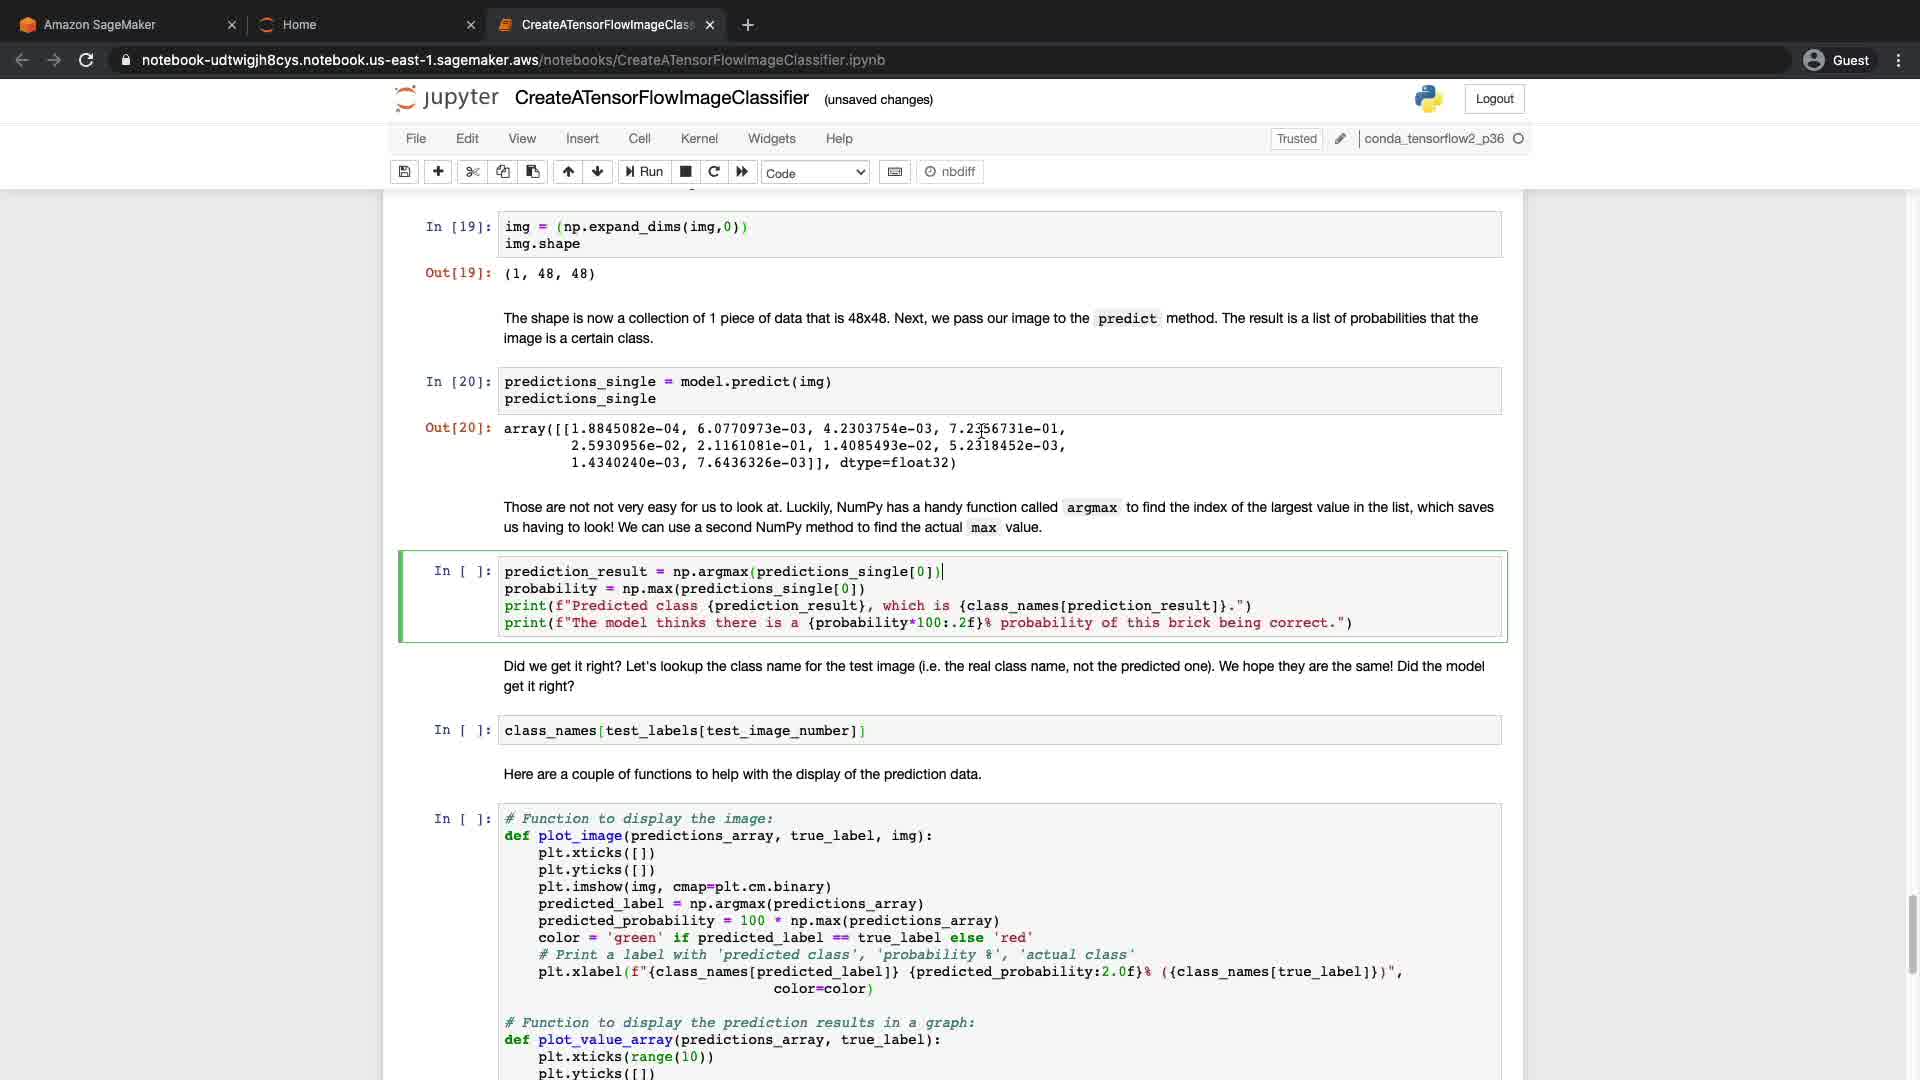 Amazon SageMaker
Home
CreateATensorFlowImageClas
notebook-udtwigjh8cys.notebook.us-east-1.sagemaker.aws/notebooks/CreateATensorFlowImageClassifier.ipynb
Guest
jupyter CreateATensorFlowImageClassifier (unsaved changes)
Logout
File Edit View Insert Cell Kernel Widgets Help
Trusted conda_tensorflow2_p36
Run Code nbdiff
In [19]: img = (np.expand_dims(img,0))
img.shape
Out[19]: (1, 48, 48)
The shape is now a collection of 1 piece of data that is 48x48. Next, we pass our image to the predict method. The result is a list of probabilities that the
image is a certain class.
In [20]: predictions_single = model.predict(img)
predictions_single
Out[20]: array([[1.8845082e-04, 6.0770973e-03, 4.2303754e-03, 7.2356731e-01,
2.5930956e-02, 2.1161081e-01, 1.4085493e-02, 5.2318452e-03,
1.4340240e-03, 7.6436326e-03]], dtype=float32)
Those are not not very easy for us to look at. Luckily, NumPy has a handy function called argmax to find the index of the largest value in the list, which saves
us having to look! We can use a second NumPy method to find the actual max value.
In [ ]: prediction_result = np.argmax(predictions_single[0])
probability = np.max(predictions_single[0])
print(f"Predicted class {prediction_result}, which is {class_names[prediction_result]}.")
print(f"The model thinks there is a {probability*100:.2f}% probability of this brick being correct.")
Did we get it right? Let's lookup the class name for the test image (i.e. the real class name, not the predicted one). We hope they are the same! Did the model
get it right?
In [ ]: class_names[test_labels[test_image_number]]
Here are a couple of functions to help with the display of the prediction data.
In [ ]: # Function to display the image:
def plot_image(predictions_array, true_label, img):
plt.xticks([])
plt.yticks([])
plt.imshow(img, cmap=plt.cm.binary)
predicted_label = np.argmax(predictions_array)
predicted_probability = 100 * np.max(predictions_array)
color = 'green' if predicted_label == true_label else 'red'
# Print a label with 'predicted class', 'probability %', 'actual class'
plt.xlabel(f"{class_names[predicted_label]} {predicted_probability:2.0f}% ({class_names[true_label]})",
color=color)
# Function to display the prediction results in a graph:
def plot_value_array(predictions_array, true_label):
plt.xticks(range(10))
plt.yticks([])